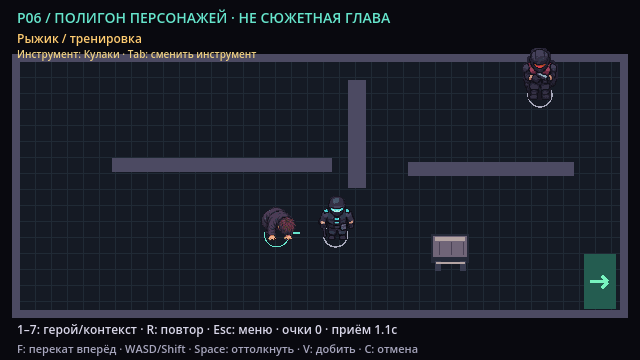 P06 / ПОЛИГОН ПЕРСОНАЖЕЙ · НЕ СЮЖЕТНАЯ ГЛАВА
Рыжик / тренировка
Инструмент: Кулаки · Tab: сменить инструмент
1–7: герой/контекст · R: повтор · Esc: меню · очки 0 · приём 1.1с
F: перекат вперёд · WASD/Shift · Space: оттолкнуть · V: добить · C: отмена